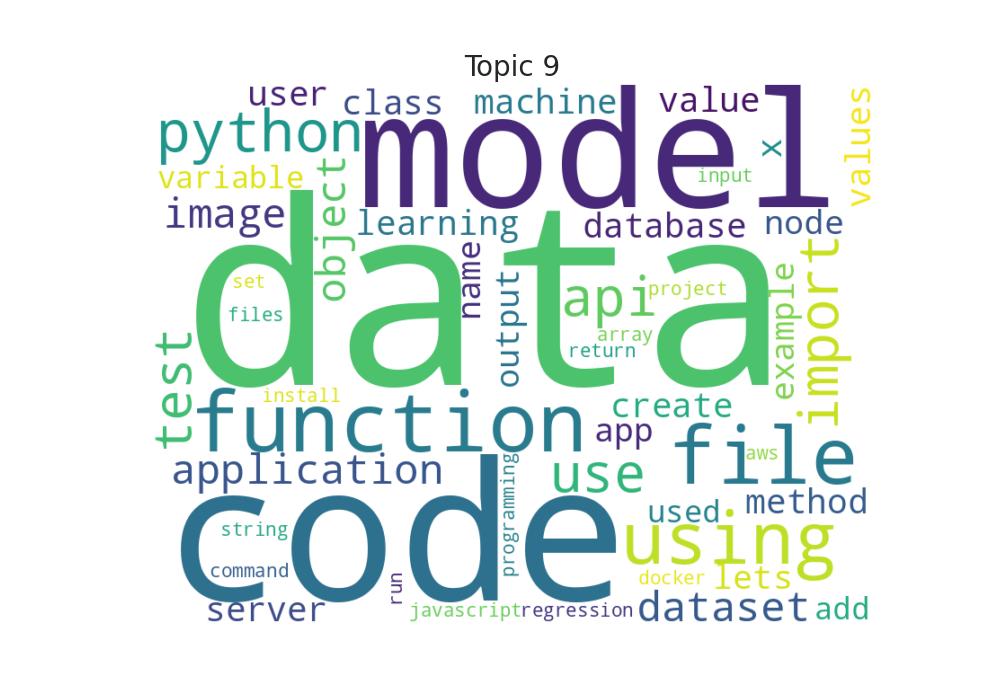 Topic 9
user
class
machine
value
python
model
x
values
variable
input
image
object
learning
database
node
data
set
files
name
output
api
project
array
return
example
import
test
install
function
create
app
file
aws
application
use
code
programming
used
method
using
string
command
run
docker
lets
server
javascript
regression
dataset
add